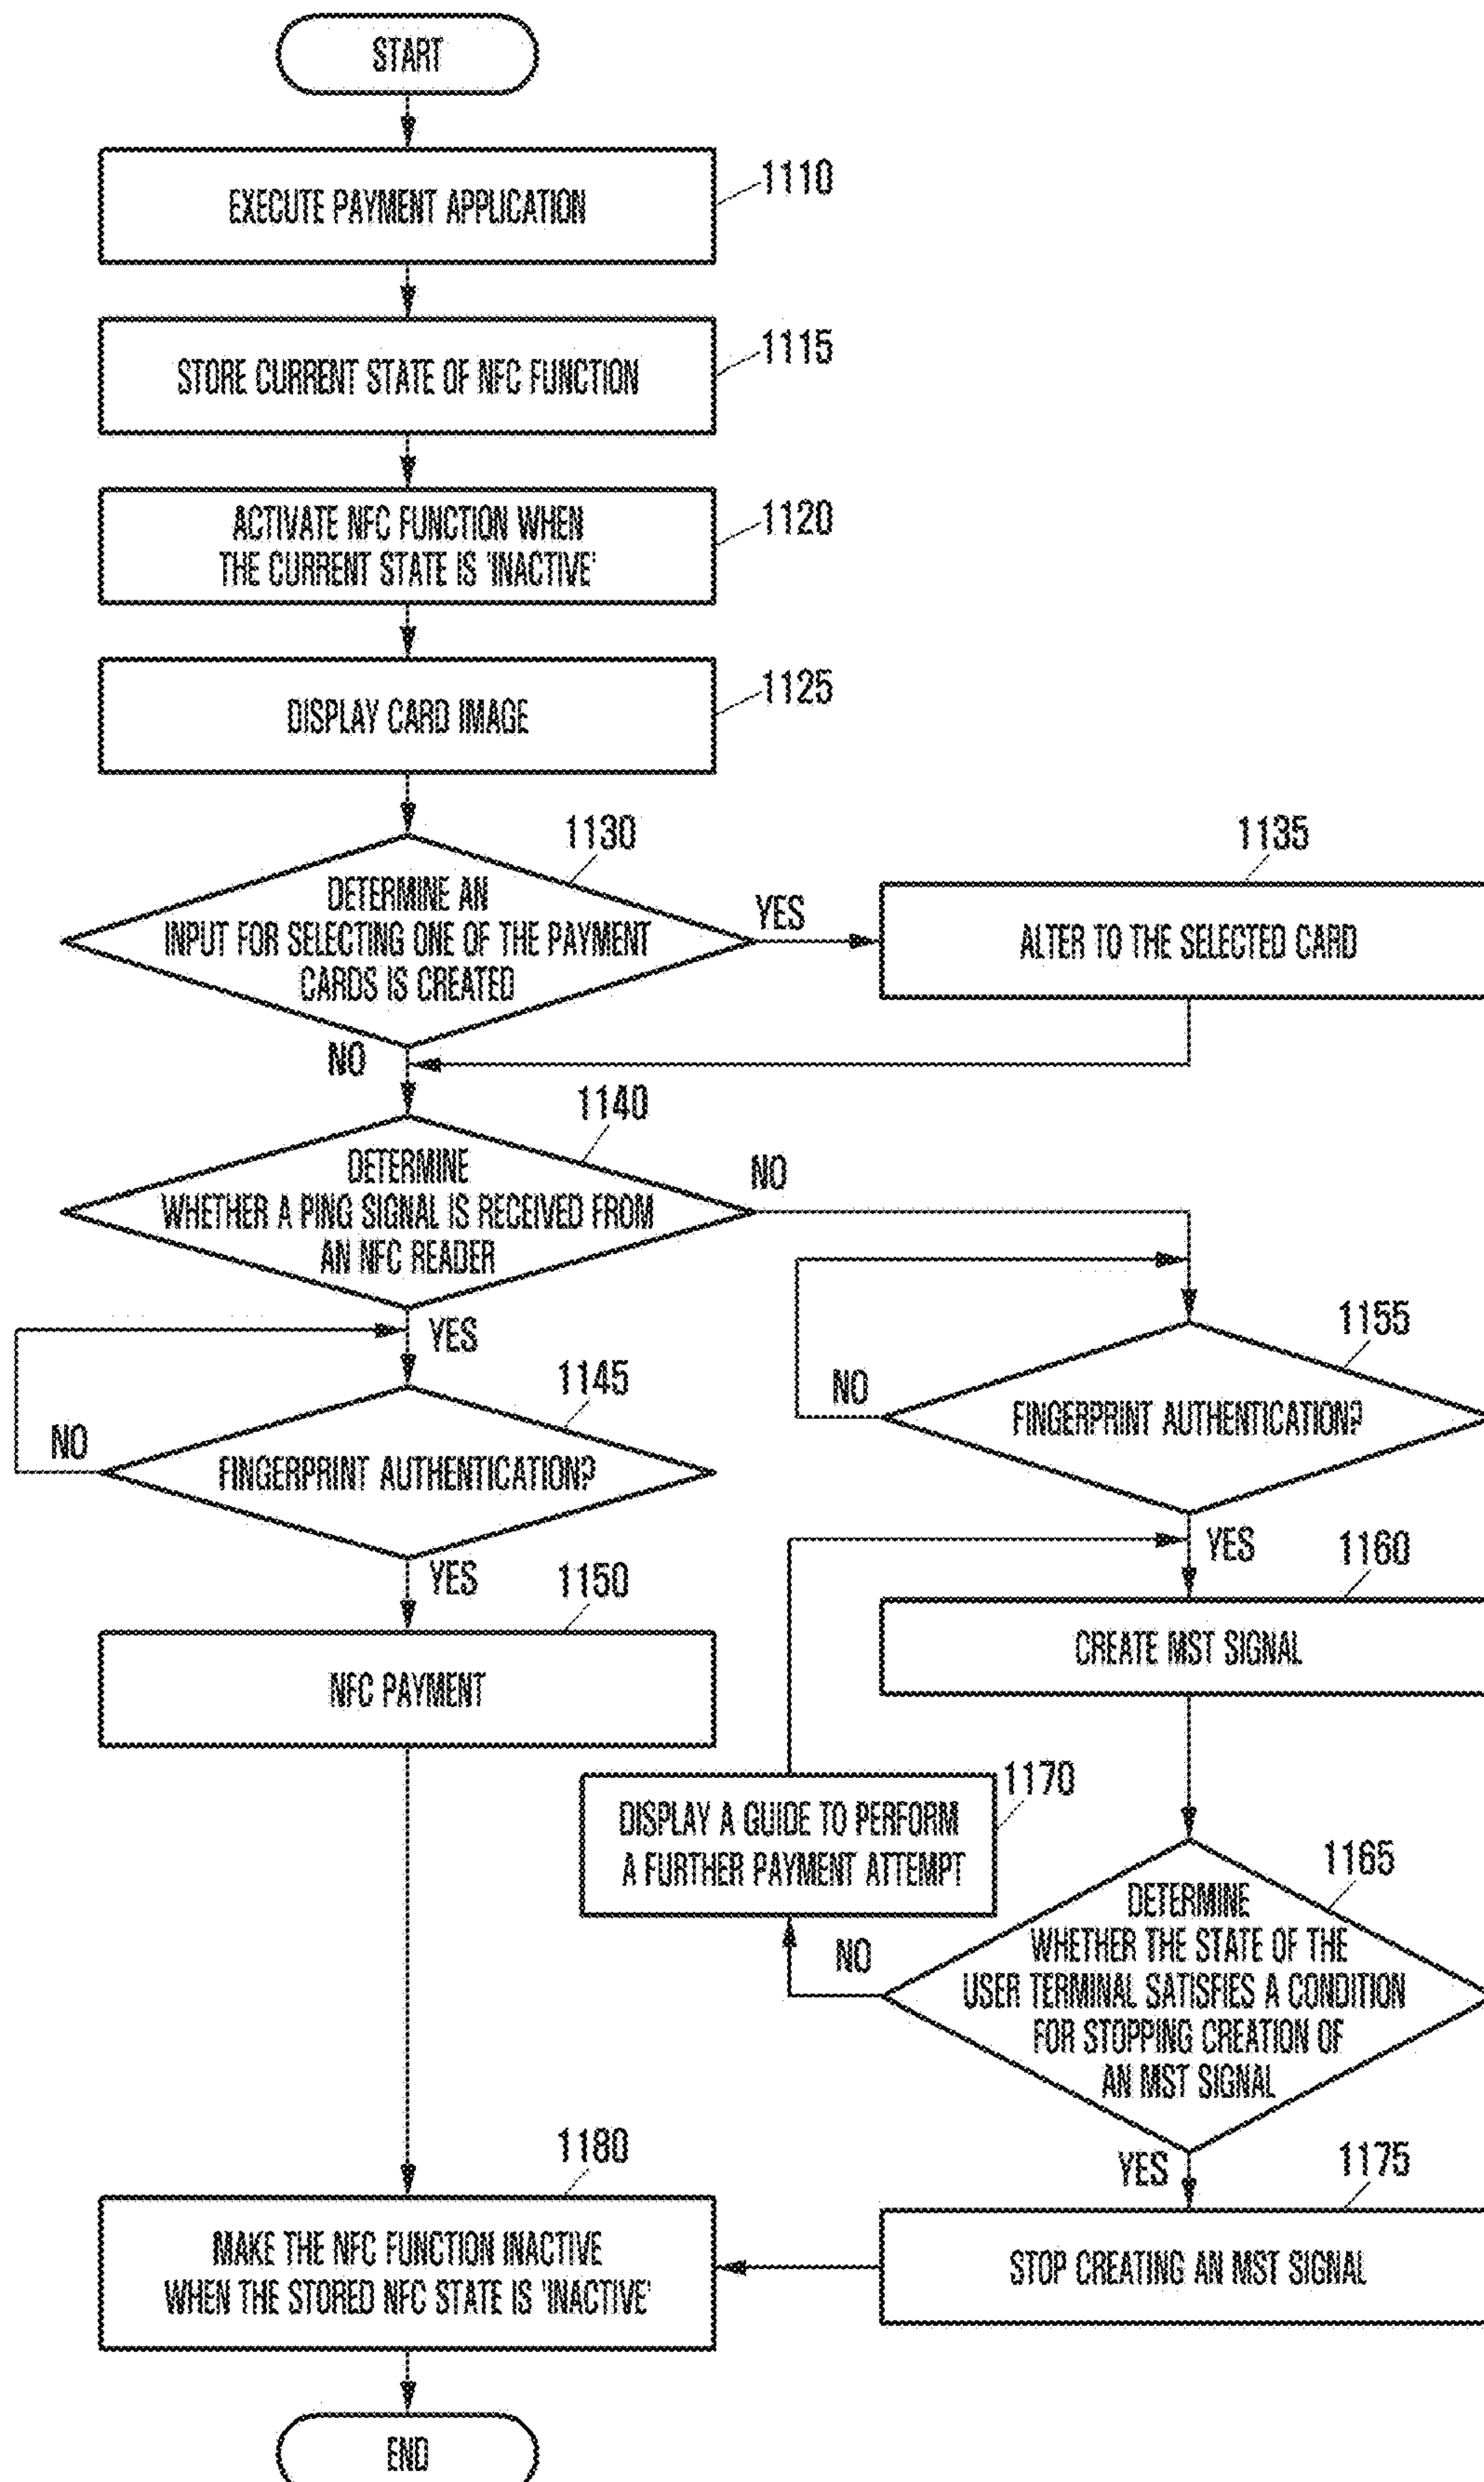 START
EXECUTE PAYMENT APPLICATION
1110
STORE CURRENT STATE OF NFC FUNCTION
1115
ACTIVATE NFC FUNCTION WHEN
THE CURRENT STATE IS 'INACTIVE'
1120
DISPLAY CARD IMAGE
1125
1130
DETERMINE AN
INPUT FOR SELECTING ONE OF THE PAYMENT
CARDS IS CREATED
YES
1135
ALTER TO THE SELECTED CARD
NO
1140
DETERMINE
WHETHER A PING SIGNAL IS RECEIVED FROM
AN NFC READER
NO
YES
1145
FINGERPRINT AUTHENTICATION?
NO
YES
1150
NFC PAYMENT
1155
FINGERPRINT AUTHENTICATION?
NO
YES
1160
CREATE MST SIGNAL
1170
DISPLAY A GUIDE TO PERFORM
A FURTHER PAYMENT ATTEMPT
1165
DETERMINE
WHETHER THE STATE OF THE
USER TERMINAL SATISFIES A CONDITION
FOR STOPPING CREATION OF
AN MST SIGNAL
NO
YES
1175
STOP CREATING AN MST SIGNAL
1180
MAKE THE NFC FUNCTION INACTIVE
WHEN THE STORED NFC STATE IS 'INACTIVE'
END